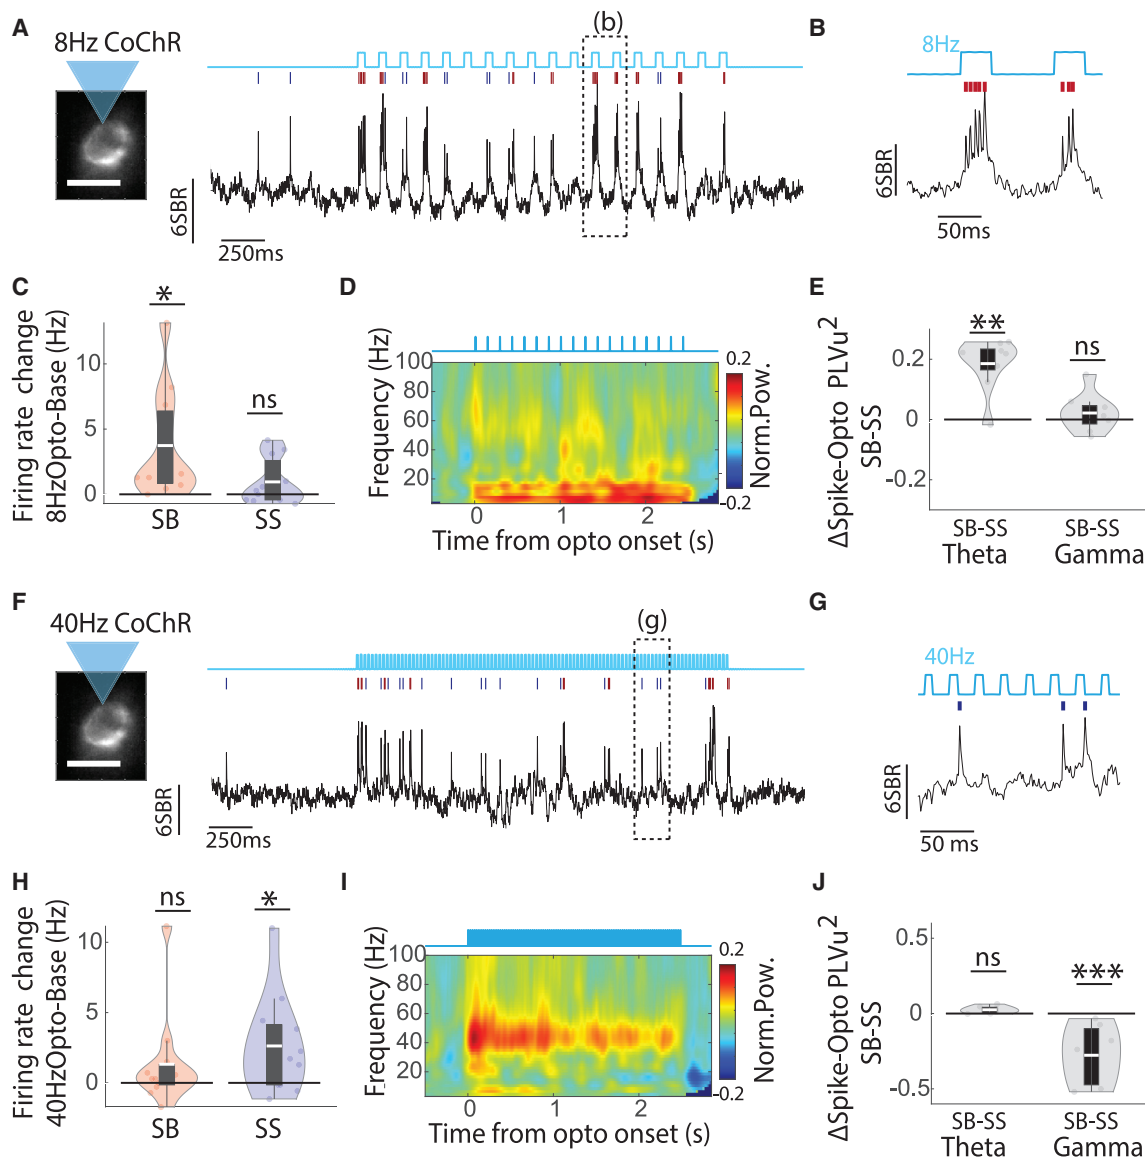 A
8Hz CoChR
(b)
6SBR
250ms
B
8Hz
6SBR
50ms
C
Firing rate change
8HzOpto-Base (Hz)
10
5
0
*
ns
SB
SS
D
Frequency (Hz)
100
80
60
40
20
0
1
2
Time from opto onset (s)
0.2
-0.2
Norm.Pow.
E
ΔSpike-Opto PLVu2
SB-SS
0.2
0
-0.2
**
ns
SB-SS
SB-SS
Theta
Gamma
F
40Hz CoChR
(g)
6SBR
250ms
G
40Hz
6SBR
50 ms
H
Firing rate change
40HzOpto-Base (Hz)
10
5
0
ns
*
SB
SS
I
Frequency (Hz)
100
80
60
40
20
0
1
2
Time from opto onset (s)
0.2
-0.2
Norm.Pow.
J
ΔSpike-Opto PLVu2
SB-SS
0.5
0
-0.5
ns
***
SB-SS
SB-SS
Theta
Gamma